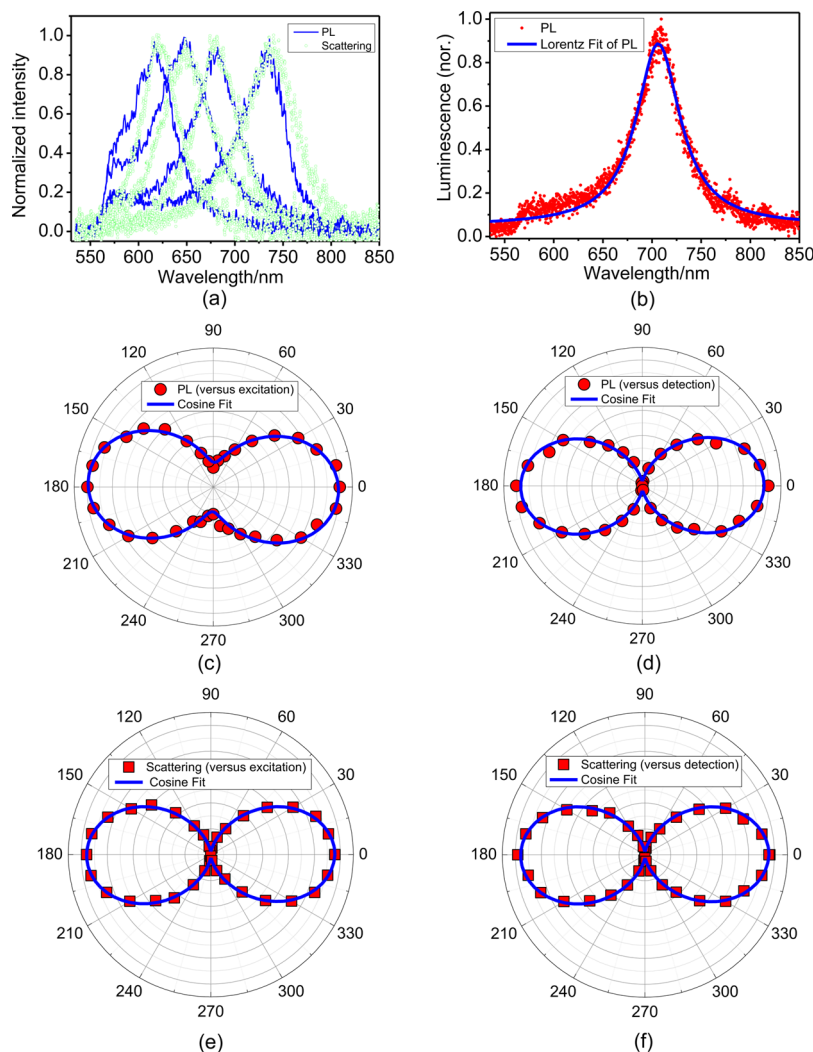 PL
Scattering
Normalized intensity
1.0
0.8
0.6
0.4
0.2
0.0
550 600 650 700 750 800 850
Wavelength/nm
(a)
PL
Lorentz Fit of PL
Luminescence (nor.)
1.0
0.8
0.6
0.4
0.2
0.0
550 600 650 700 750 800 850
Wavelength/nm
(b)
90
120 60
PL (versus excitation)
Cosine Fit
150 30
180 0
210 330
240 300
270
(c)
90
120 60
PL (versus detection)
Cosine Fit
150 30
180 0
210 330
240 300
270
(d)
90
120 60
Scattering (versus excitation)
Cosine Fit
150 30
180 0
210 330
240 300
270
(e)
90
120 60
Scattering (versus detection)
Cosine Fit
150 30
180 0
210 330
240 300
270
(f)